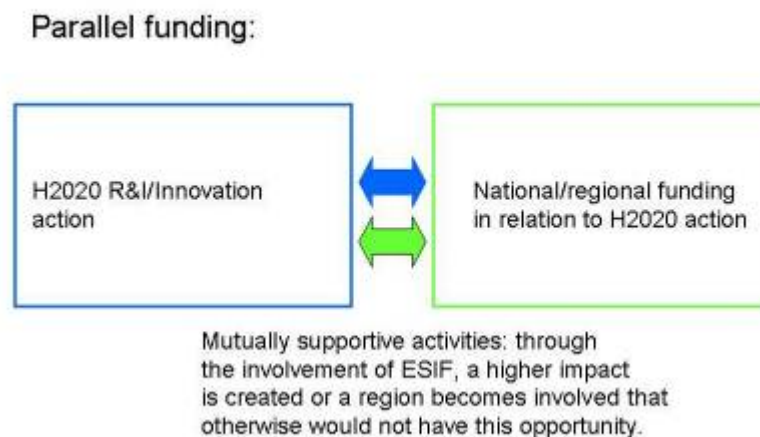 Parallel funding:
H2020 R&I/Innovation
action
National/regional funding
in relation to H2020 action
Mutually supportive activities: through
the involvement of ESIF, a higher impact
is created or a region becomes involved that
otherwise would not have this opportunity.